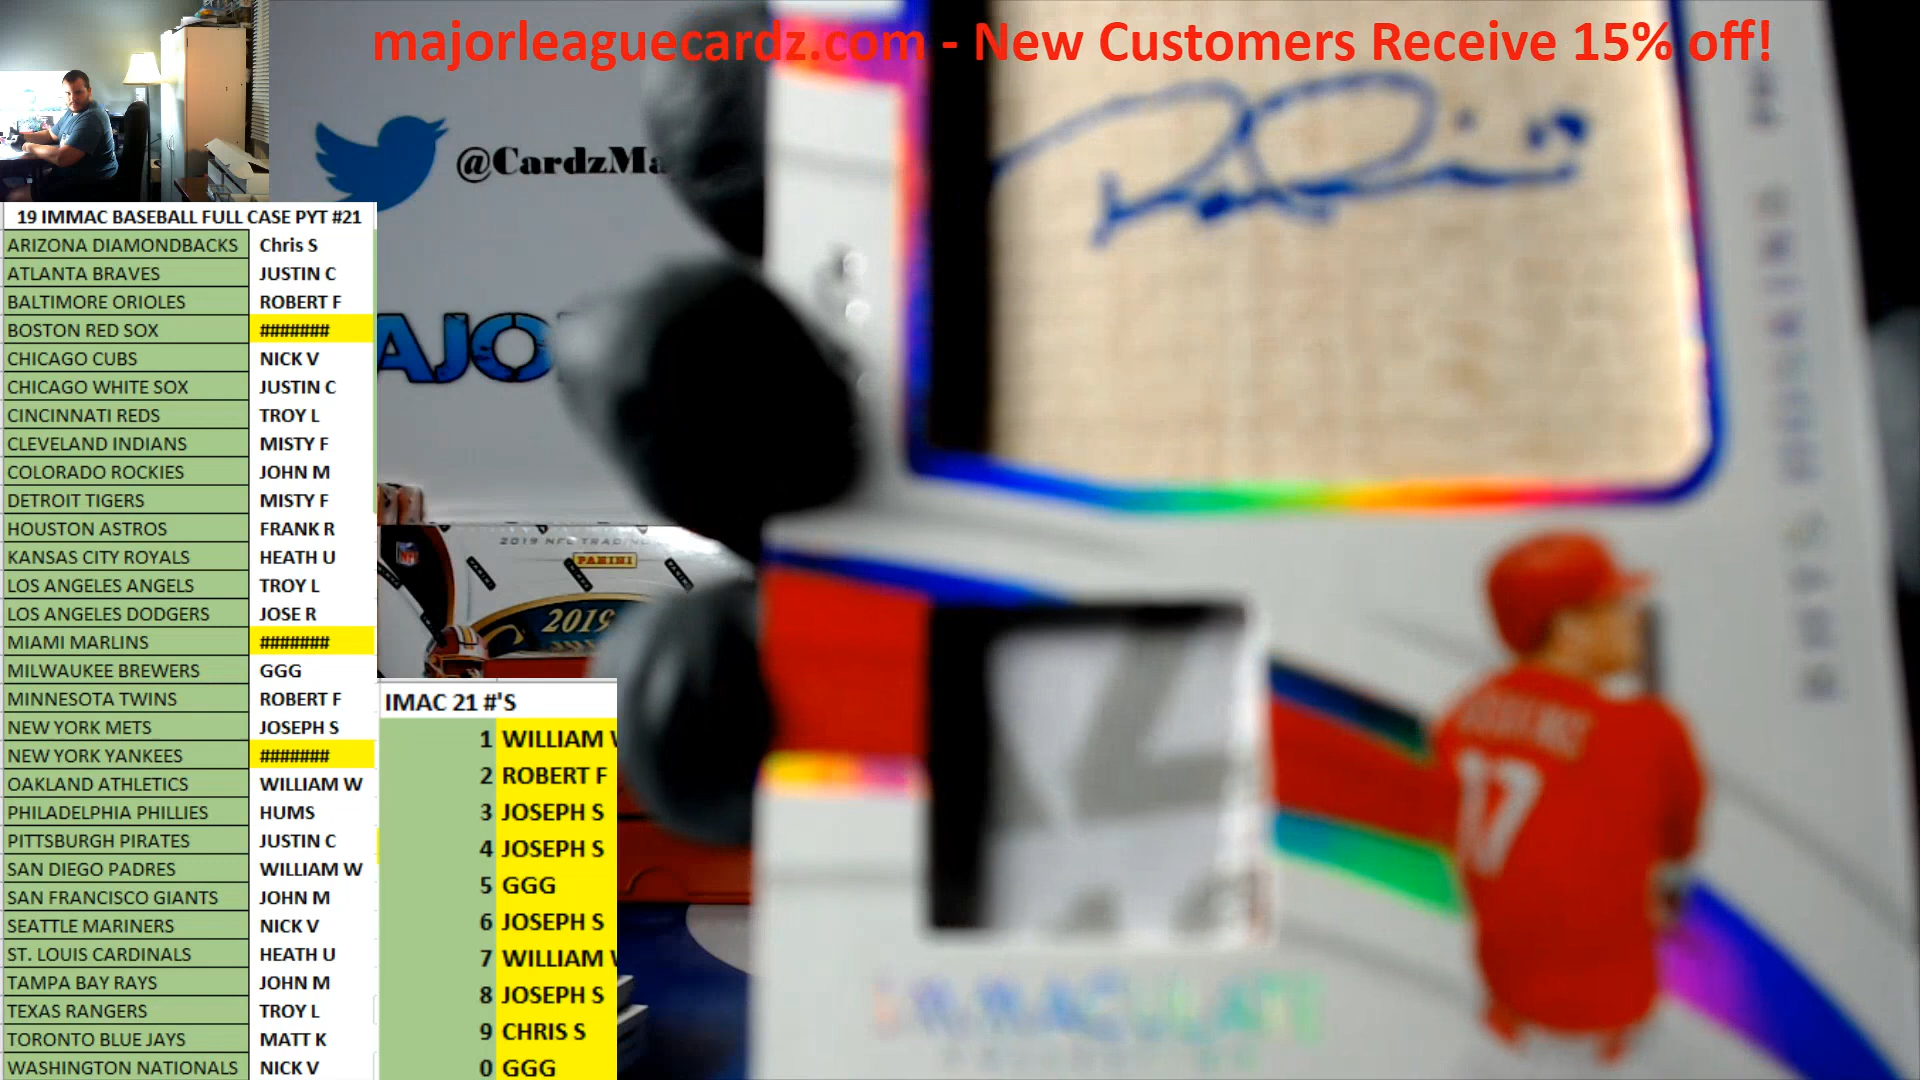 majorleaguecardz.com - New Customers Receive 15% off!
@CardzMa
AJO
19 IMMAC BASEBALL FULL CASE PYT #21
ARIZONA DIAMONDBACKS Chris S
ATLANTA BRAVES JUSTIN C
BALTIMORE ORIOLES ROBERT F
BOSTON RED SOX #######
CHICAGO CUBS NICK V
CHICAGO WHITE SOX JUSTIN C
CINCINNATI REDS TROY L
CLEVELAND INDIANS MISTY F
COLORADO ROCKIES JOHN M
DETROIT TIGERS MISTY F
HOUSTON ASTROS FRANK R
KANSAS CITY ROYALS HEATH U
LOS ANGELES ANGELS TROY L
LOS ANGELES DODGERS JOSE R
MIAMI MARLINS #######
MILWAUKEE BREWERS GGG
MINNESOTA TWINS ROBERT F
NEW YORK METS JOSEPH S
NEW YORK YANKEES #######
OAKLAND ATHLETICS WILLIAM W
PHILADELPHIA PHILLIES HUMS
PITTSBURGH PIRATES JUSTIN C
SAN DIEGO PADRES WILLIAM W
SAN FRANCISCO GIANTS JOHN M
SEATTLE MARINERS NICK V
ST. LOUIS CARDINALS HEATH U
TAMPA BAY RAYS JOHN M
TEXAS RANGERS TROY L
TORONTO BLUE JAYS MATT K
WASHINGTON NATIONALS NICK V
2019 NFL TRADING
NFL
PANINI
2019
IMAC 21 #'S
1 WILLIAM W
2 ROBERT F
3 JOSEPH S
4 JOSEPH S
5 GGG
6 JOSEPH S
7 WILLIAM W
8 JOSEPH S
9 CHRIS S
0 GGG
17
IMMACULATE